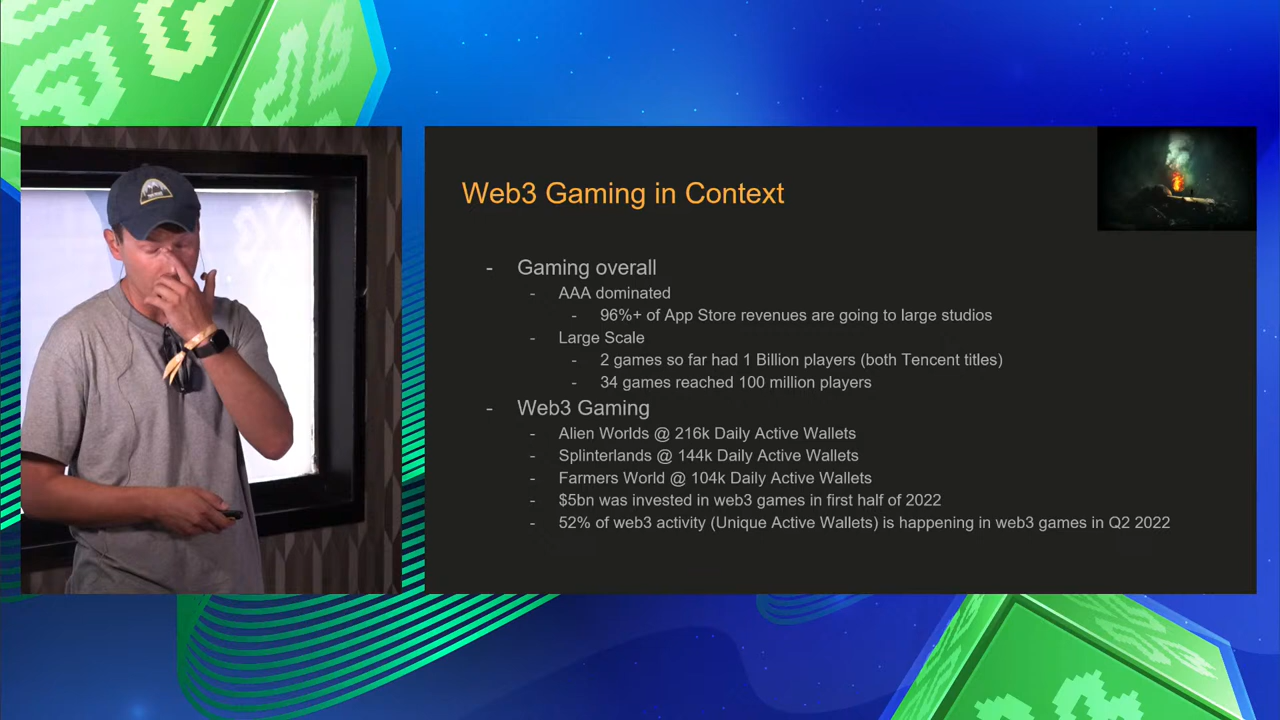 Web3 Gaming in Context
- Gaming overall
- AAA dominated
- 96%+ of App Store revenues are going to large studios
- Large Scale
- 2 games so far had 1 Billion players (both Tencent titles)
- 34 games reached 100 million players
- Web3 Gaming
- Alien Worlds @ 216k Daily Active Wallets
- Splinterlands @ 144k Daily Active Wallets
- Farmers World @ 104k Daily Active Wallets
- $5bn was invested in web3 games in first half of 2022
- 52% of web3 activity (Unique Active Wallets) is happening in web3 games in Q2 2022